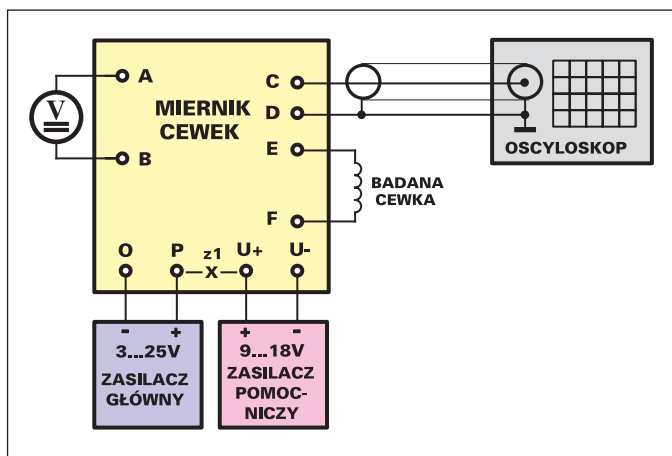 A
V
B
MIERNIK
CEWEK
C
D
E
F
OSCYLOSKOP
BADANA
CEWKA
O P z1 U+ U-
X
- +
3...25V
ZASILACZ
GŁÓWNY
+ -
9...18V
ZASILACZ
POMOC-
NICZY